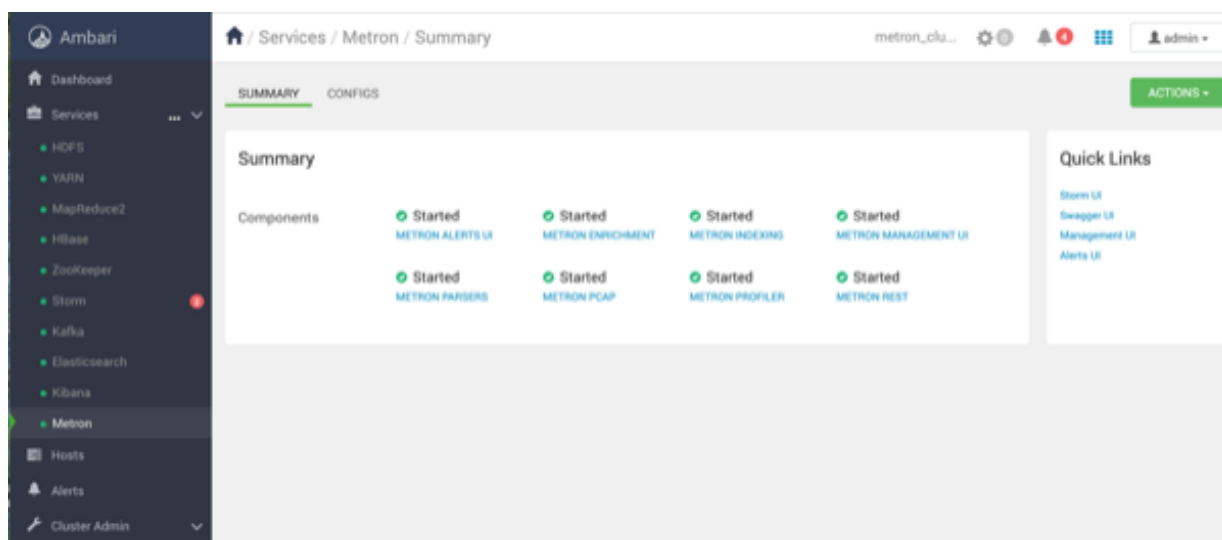 Ambari
/ Services / Metron / Summary
metron_clu...
0
4
admin
Dashboard
Services ...
HDFS
YARN
MapReduce2
HBase
ZooKeeper
Storm
Kafka
Elasticsearch
Kibana
Metron
Hosts
Alerts
Cluster Admin
SUMMARY CONFIGS
ACTIONS
Summary
Components
Started Started Started Started
METRON ALERTS UI METRON ENRICHMENT METRON INDEXING METRON MANAGEMENT UI
Started Started Started Started
METRON PARSERS METRON PCAP METRON PROFILER METRON REST
Quick Links
Storm UI
Swagger UI
Management UI
Alerts UI